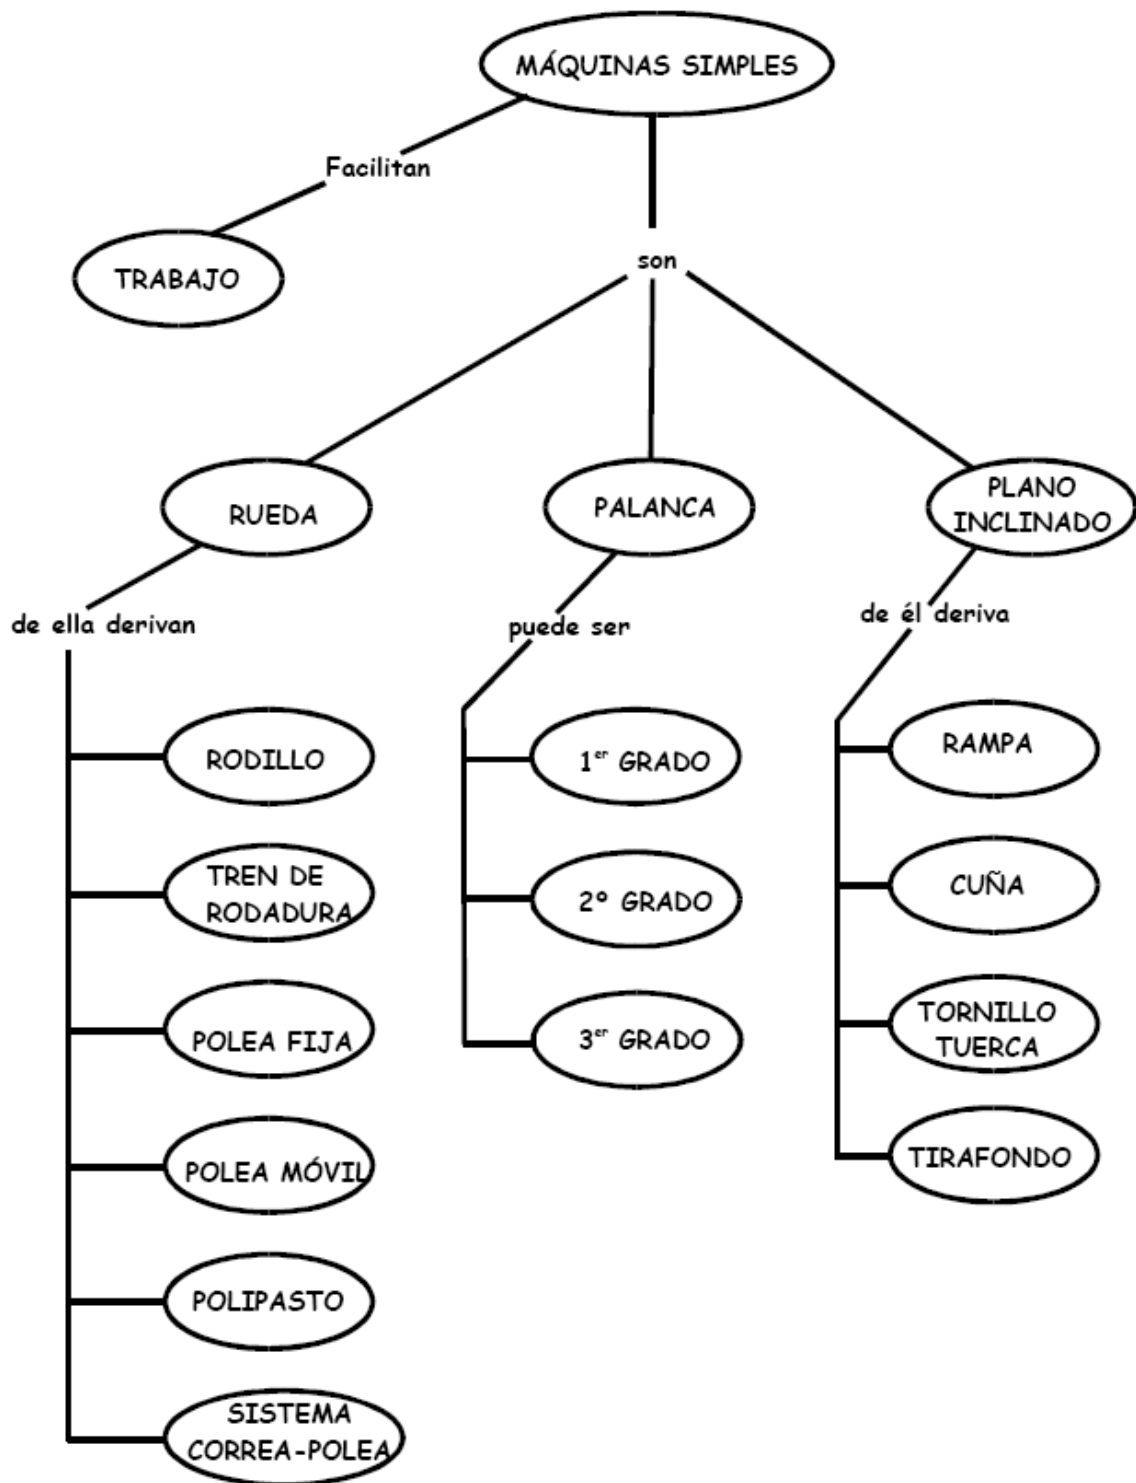 MÁQUINAS SIMPLES
Facilitan
TRABAJO
son
RUEDA
PALANCA
PLANO
INCLINADO
de ella derivan
puede ser
de él deriva
RODILLO
TREN DE
RODADURA
POLEA FIJA
POLEA MÓVIL
POLIPASTO
SISTEMA
CORREA-POLEA
1er GRADO
2º GRADO
3er GRADO
RAMPA
CUÑA
TORNILLO
TUERCA
TIRAFONDO